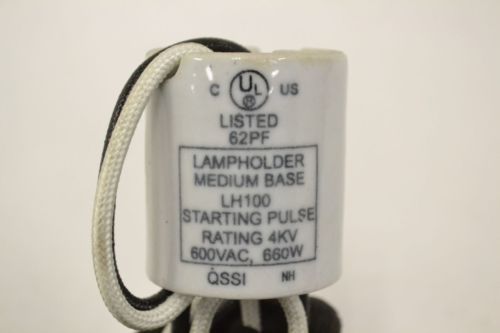 C UL ® US
LISTED
62PF
LAMPHOLDER
MEDIUM BASE
LH100
STARTING PULSE
RATING 4KV
600VAC, 660W
QSSI NH